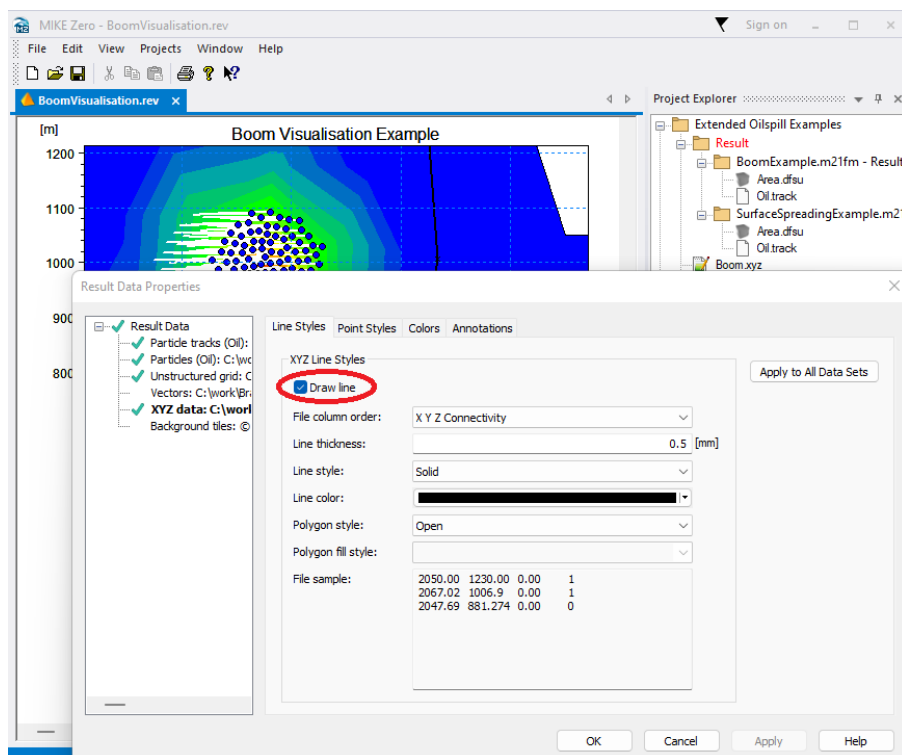 MIKE Zero - BoomVisualisation.rev
Sign on
File Edit View Projects Window Help
BoomVisualisation.rev
Project Explorer
[m]
Boom Visualisation Example
1200
1100
1000
900
800
Extended Oilspill Examples
Result
BoomExample.m21fm - Result
Area.dfsu
Oil.track
SurfaceSpreadingExample.m2
Area.dfsu
Oil.track
Boom.xyz
Result Data Properties
Result Data
Particle tracks (Oil):
Particles (Oil): C:\wo
Unstructured grid: C
Vectors: C:\work\Bra
XYZ data: C:\worl
Background tiles: ©
Line Styles Point Styles Colors Annotations
XYZ Line Styles
Draw line
Apply to All Data Sets
File column order: X Y Z Connectivity
Line thickness: 0.5 [mm]
Line style: Solid
Line color:
Polygon style: Open
Polygon fill style:
File sample: 2050.00 1230.00 0.00 1
2067.02 1006.9 0.00 1
2047.69 881.274 0.00 0
OK Cancel Apply Help